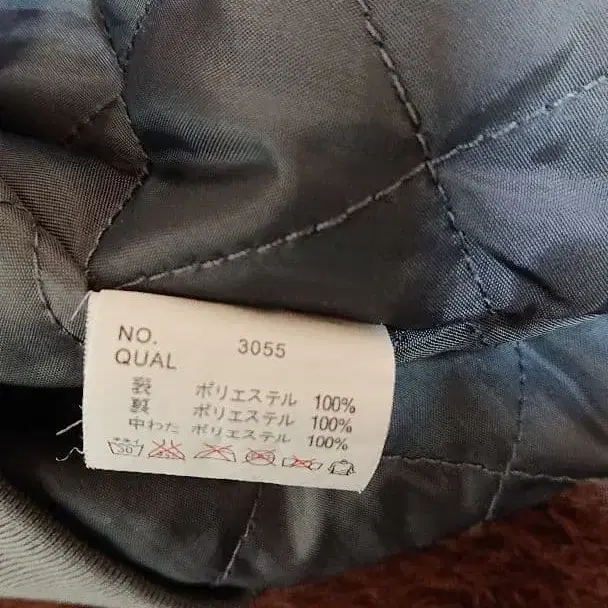 NO. 3055
QUAL
表 ポリエステル 100%
裏 ポリエステル 100%
中わた ポリエステル 100%
30